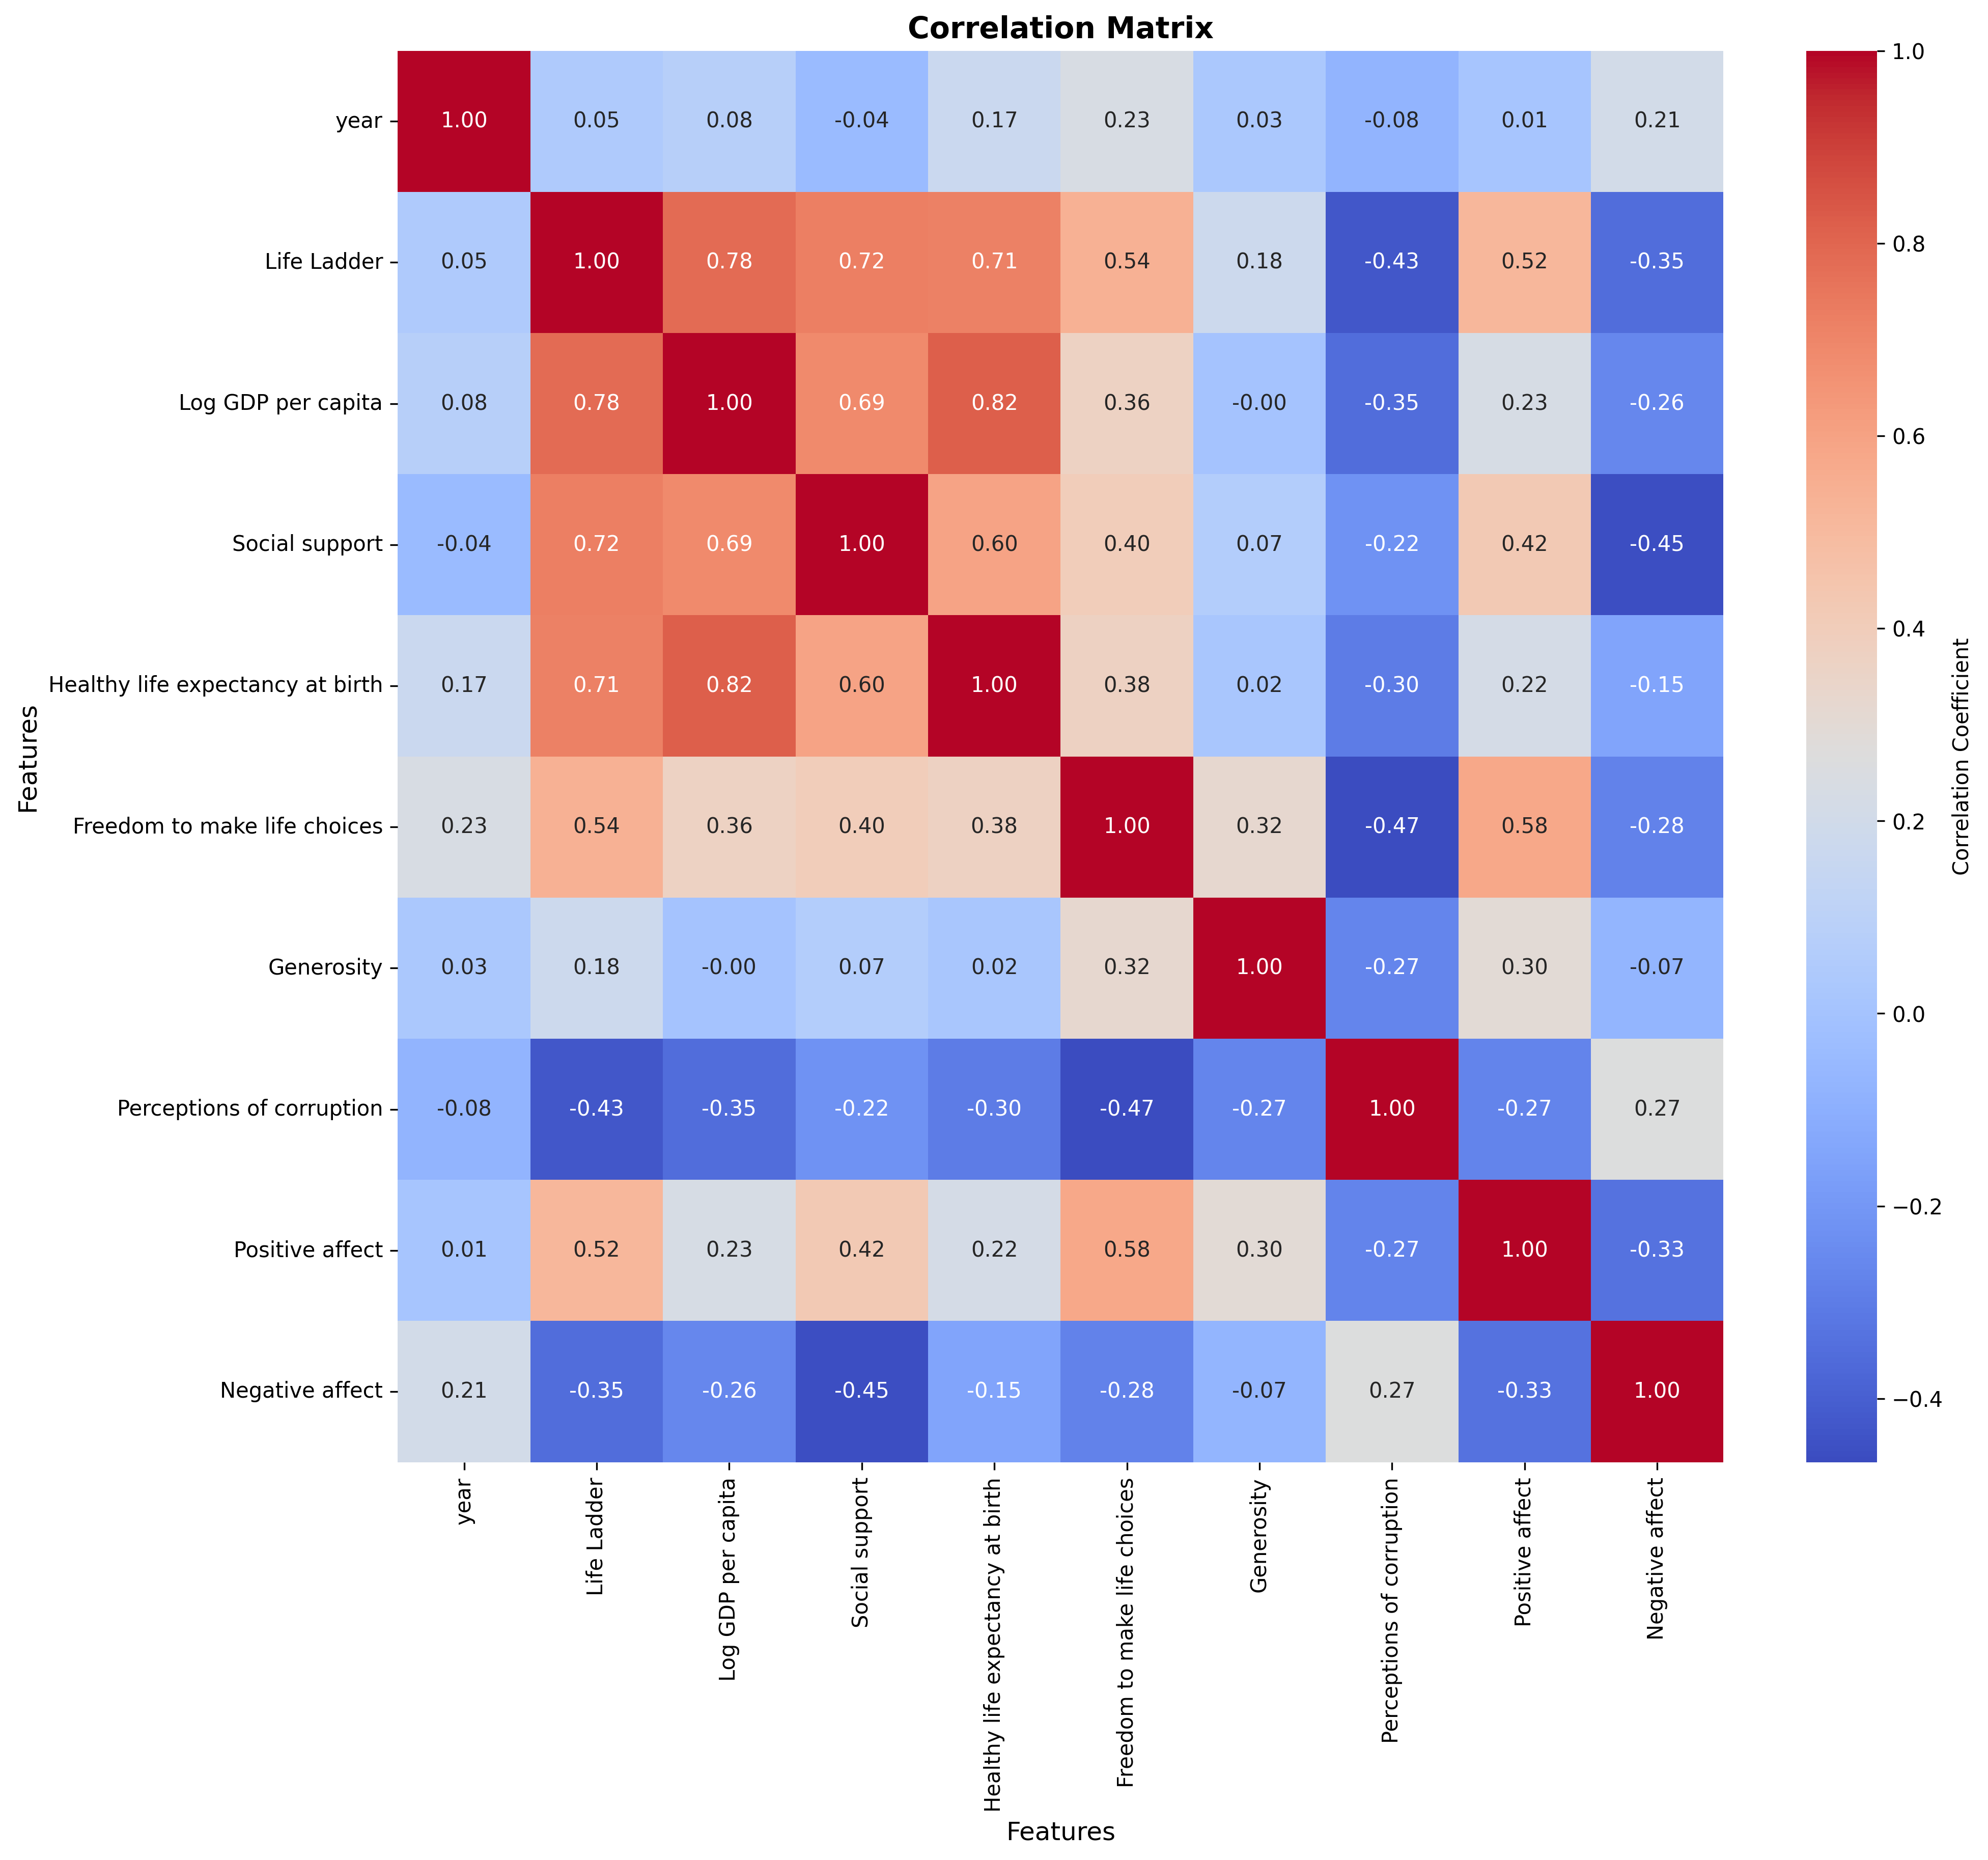 Correlation Matrix
year 1.00 0.05 0.08 -0.04 0.17 0.23 0.03 -0.08 0.01 0.21
Life Ladder 0.05 1.00 0.78 0.72 0.71 0.54 0.18 -0.43 0.52 -0.35
Log GDP per capita 0.08 0.78 1.00 0.69 0.82 0.36 -0.00 -0.35 0.23 -0.26
Social support -0.04 0.72 0.69 1.00 0.60 0.40 0.07 -0.22 0.42 -0.45
Healthy life expectancy at birth 0.17 0.71 0.82 0.60 1.00 0.38 0.02 -0.30 0.22 -0.15
Freedom to make life choices 0.23 0.54 0.36 0.40 0.38 1.00 0.32 -0.47 0.58 -0.28
Generosity 0.03 0.18 -0.00 0.07 0.02 0.32 1.00 -0.27 0.30 -0.07
Perceptions of corruption -0.08 -0.43 -0.35 -0.22 -0.30 -0.47 -0.27 1.00 -0.27 0.27
Positive affect 0.01 0.52 0.23 0.42 0.22 0.58 0.30 -0.27 1.00 -0.33
Negative affect 0.21 -0.35 -0.26 -0.45 -0.15 -0.28 -0.07 0.27 -0.33 1.00
Features
year
Life Ladder
Log GDP per capita
Social support
Healthy life expectancy at birth
Freedom to make life choices
Generosity
Perceptions of corruption
Positive affect
Negative affect
Features
1.0
0.8
0.6
0.4
0.2
0.0
−0.2
−0.4
Correlation Coefficient